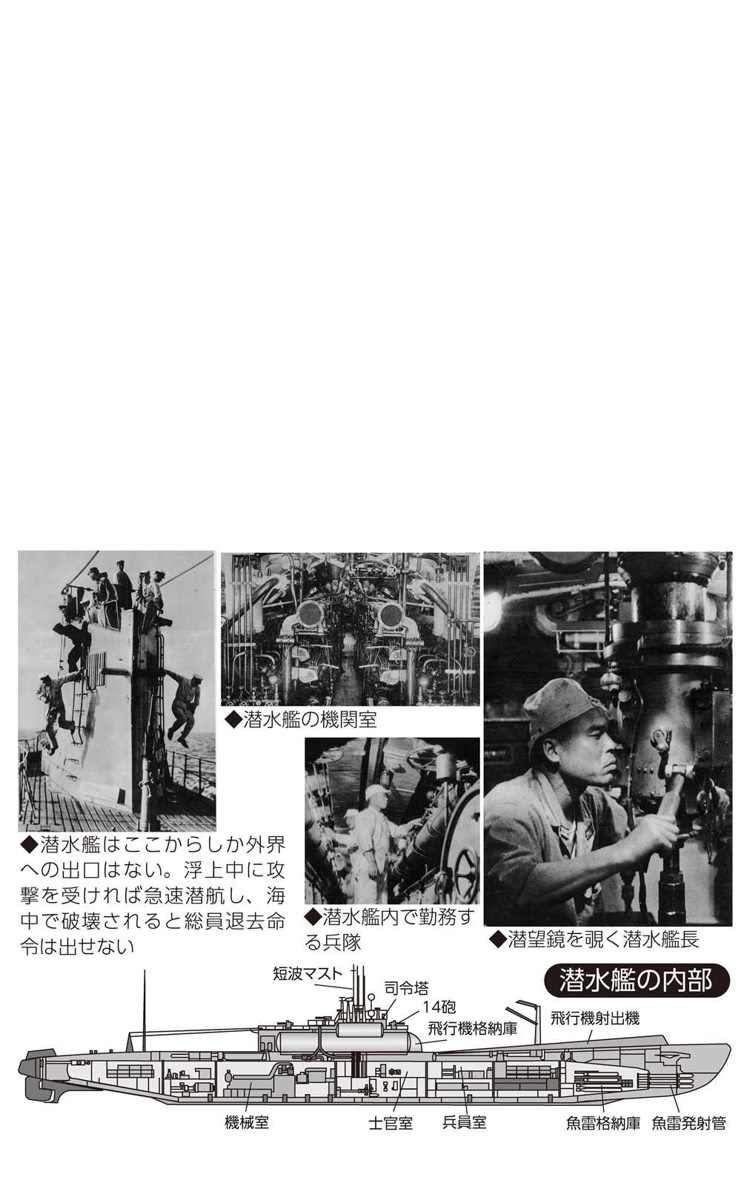 ◆潜水艦の機関室
◆潜水艦はここからしか外界
への出口はない。浮上中に攻
撃を受ければ急速潜航し、海
中で破壊されると総員退去命
令は出せない
◆潜水艦内で勤務す
る兵隊
◆潜望鏡を覗く潜水艦長
潜水艦の内部
短波マスト
司令塔
14砲
飛行機格納庫
飛行機射出機
機械室
士官室
兵員室
魚雷格納庫
魚雷発射管